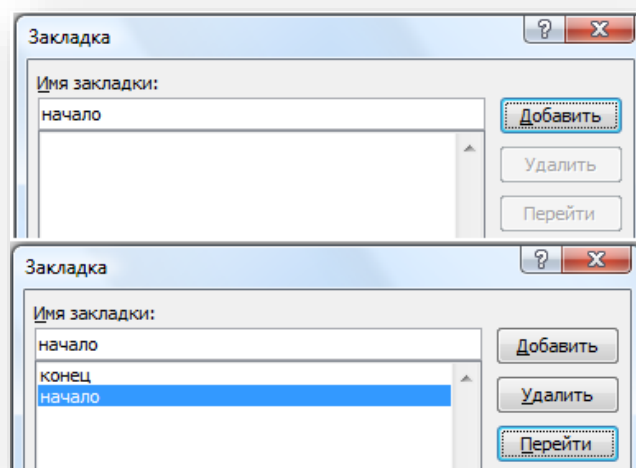 Закладка
Имя закладки:
начало
Добавить
Удалить
Перейти
Закладка
Имя закладки:
начало
Добавить
конец
начало
Удалить
Перейти